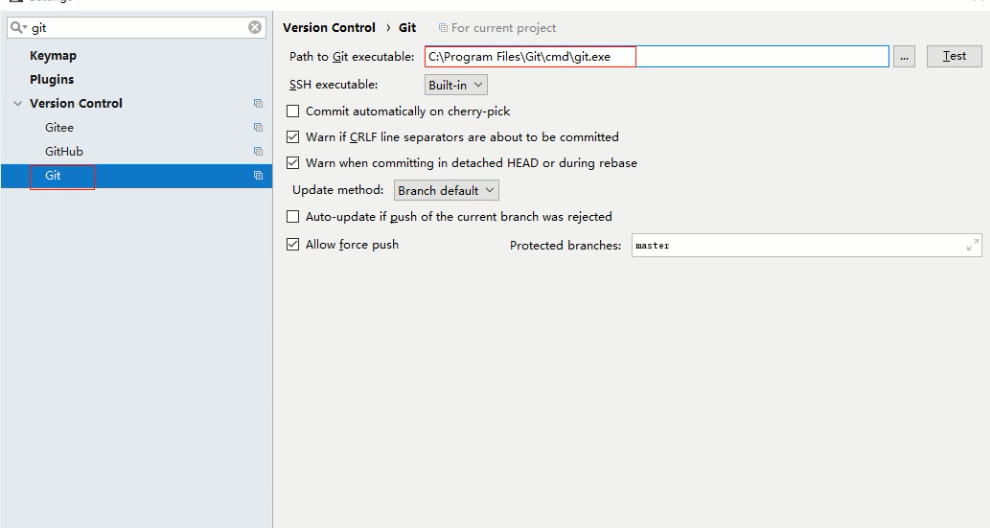 git
Keymap
Plugins
Version Control
Gitee
GitHub
Git
Version Control › Git For current project
Path to Git executable: C:\Program Files\Git\cmd\git.exe ... Test
SSH executable: Built-in
Commit automatically on cherry-pick
Warn if CRLF line separators are about to be committed
Warn when committing in detached HEAD or during rebase
Update method: Branch default
Auto-update if push of the current branch was rejected
Allow force push Protected branches: master